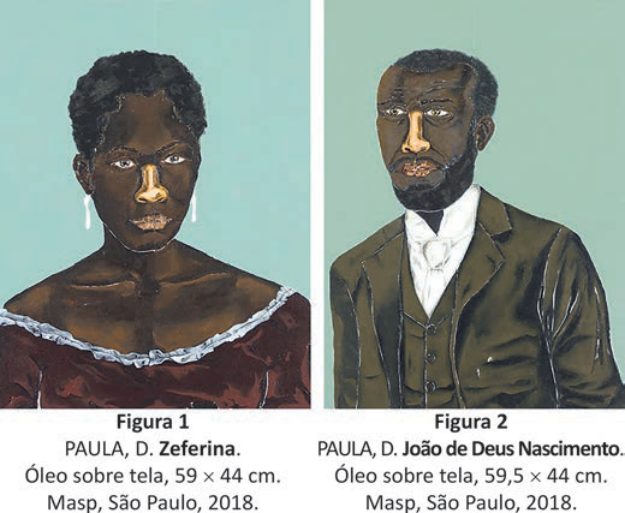 Figura 1
PAULA, D. Zeferina.
Óleo sobre tela, 59 × 44 cm.
Masp, São Paulo, 2018.
Figura 2
PAULA, D. João de Deus Nascimento.
Óleo sobre tela, 59,5 × 44 cm.
Masp, São Paulo, 2018.